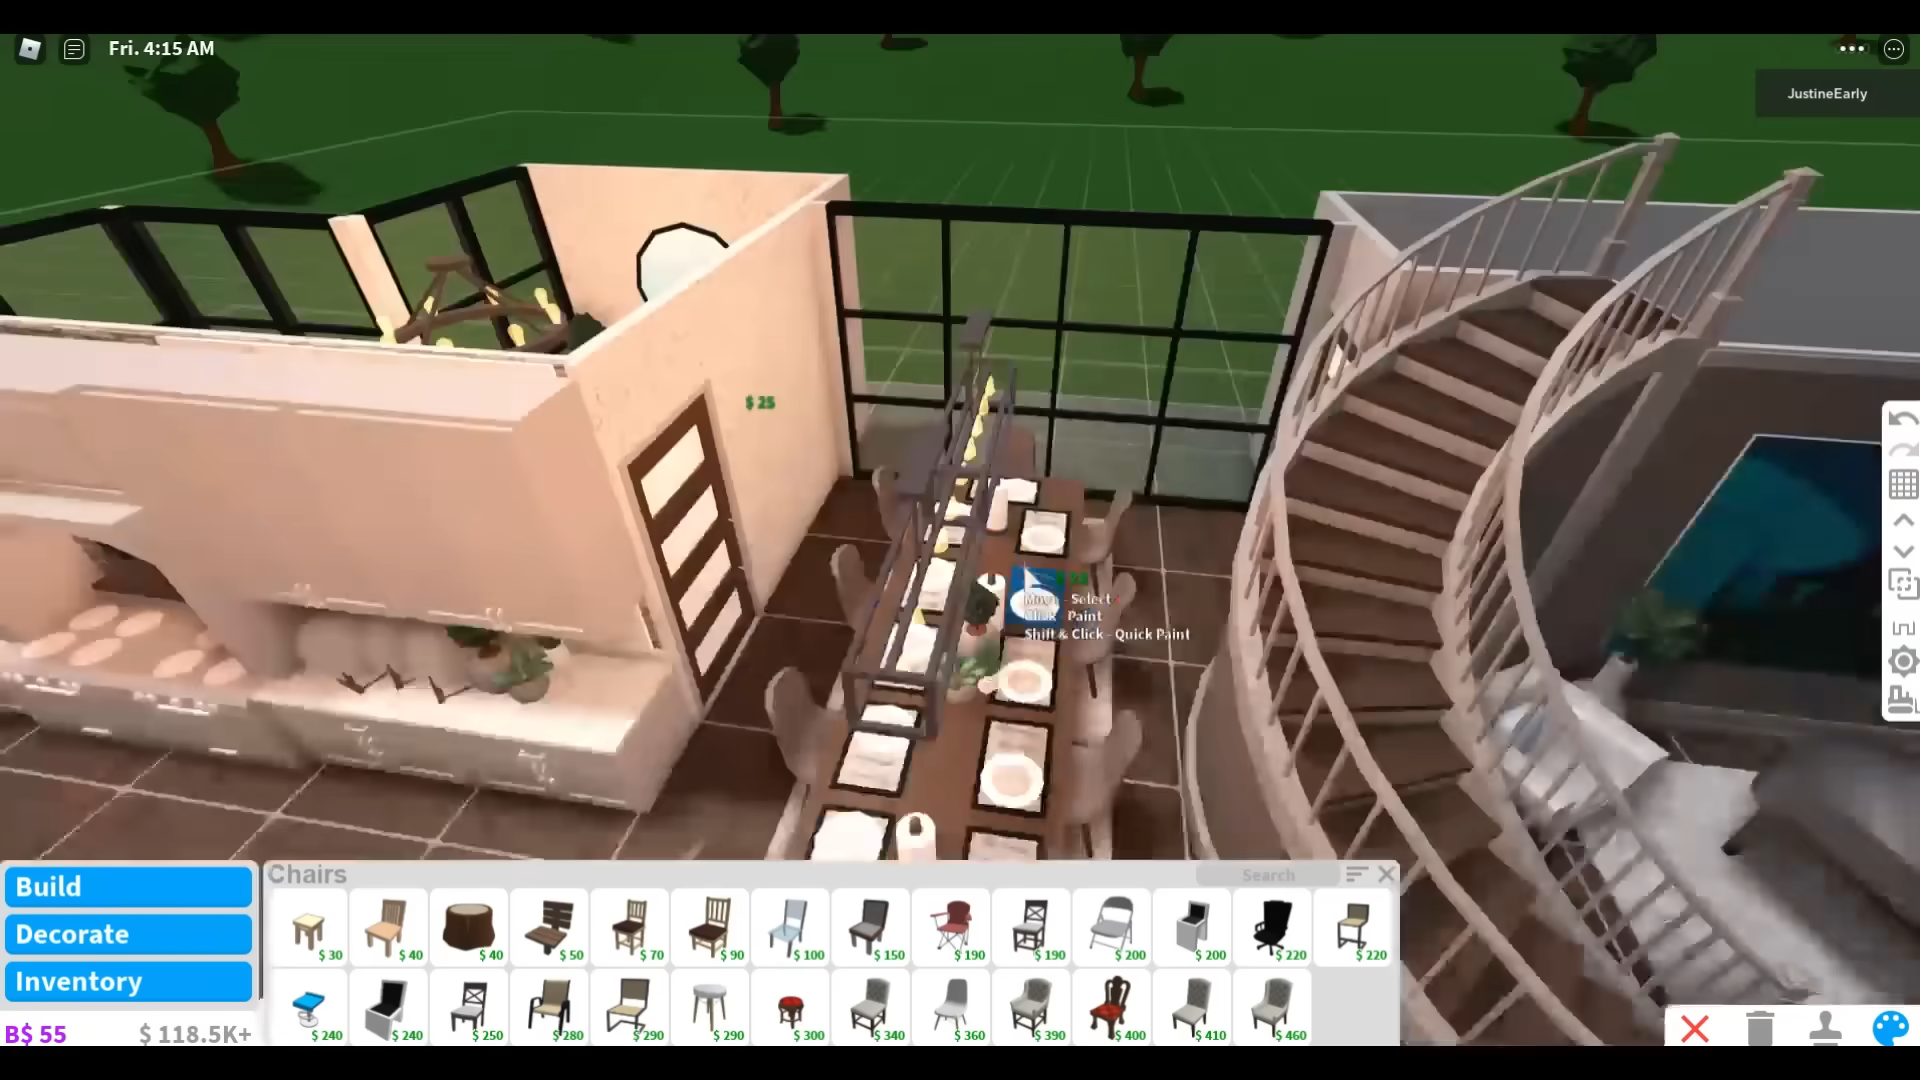 Fri. 4:15 AM
JustineEarly
$ 25
Shift & Click - Quick Paint
- Select
- Paint
Build
Decorate
Inventory
B$ 55
$ 118.5K+
Chairs
Search
$ 30
$ 40
$ 40
$ 50
$ 70
$ 90
$ 100
$ 150
$ 190
$ 190
$ 200
$ 200
$ 220
$ 220
$ 240
$ 240
$ 250
$ 280
$ 290
$ 290
$ 300
$ 340
$ 360
$ 390
$ 400
$ 410
$ 460